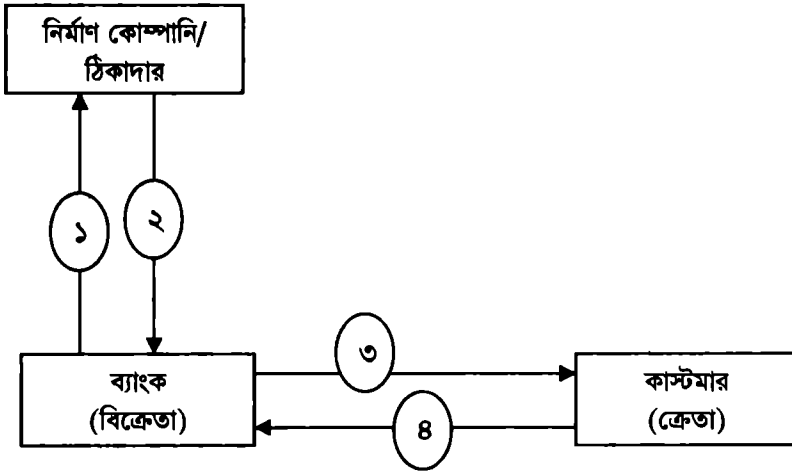 নির্মাণ কোম্পানি/
ঠিকাদার
১
২
৩
ব্যাংক
(বিক্রেতা)
কাস্টমার
(ক্রেতা)
৪